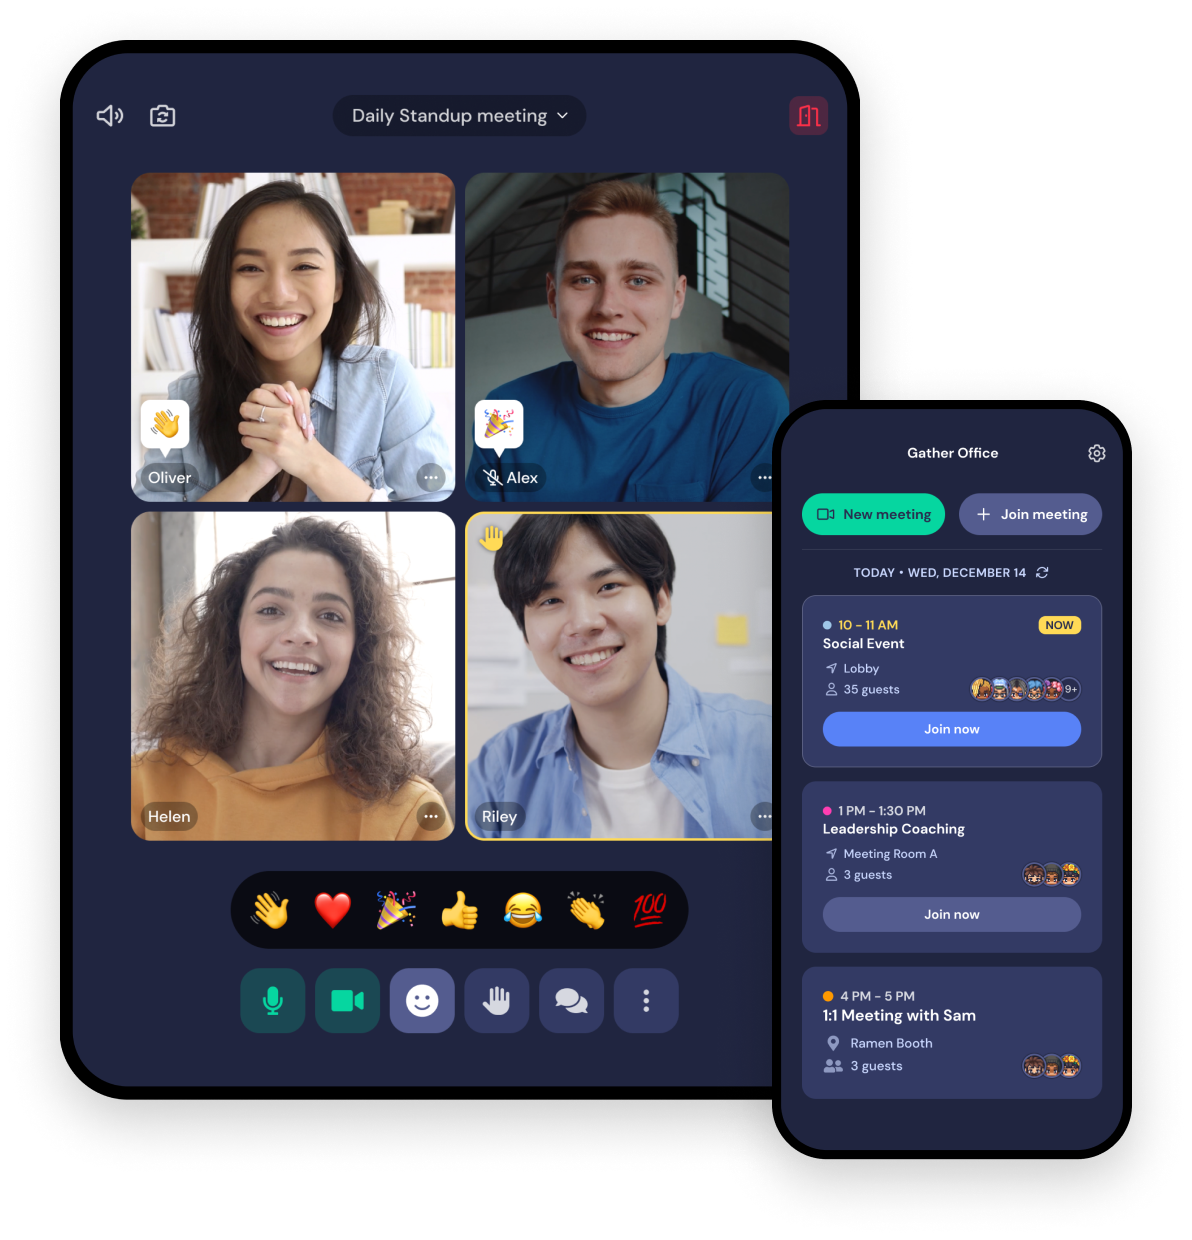 Daily Standup meeting
Oliver
Alex
Helen
Riley
100
Gather Office
New meeting
Join meeting
TODAY • WED, DECEMBER 14
10 – 11 AM
NOW
Social Event
Lobby
35 guests
9+
Join now
1 PM – 1:30 PM
Leadership Coaching
Meeting Room A
3 guests
Join now
4 PM – 5 PM
1:1 Meeting with Sam
Ramen Booth
3 guests